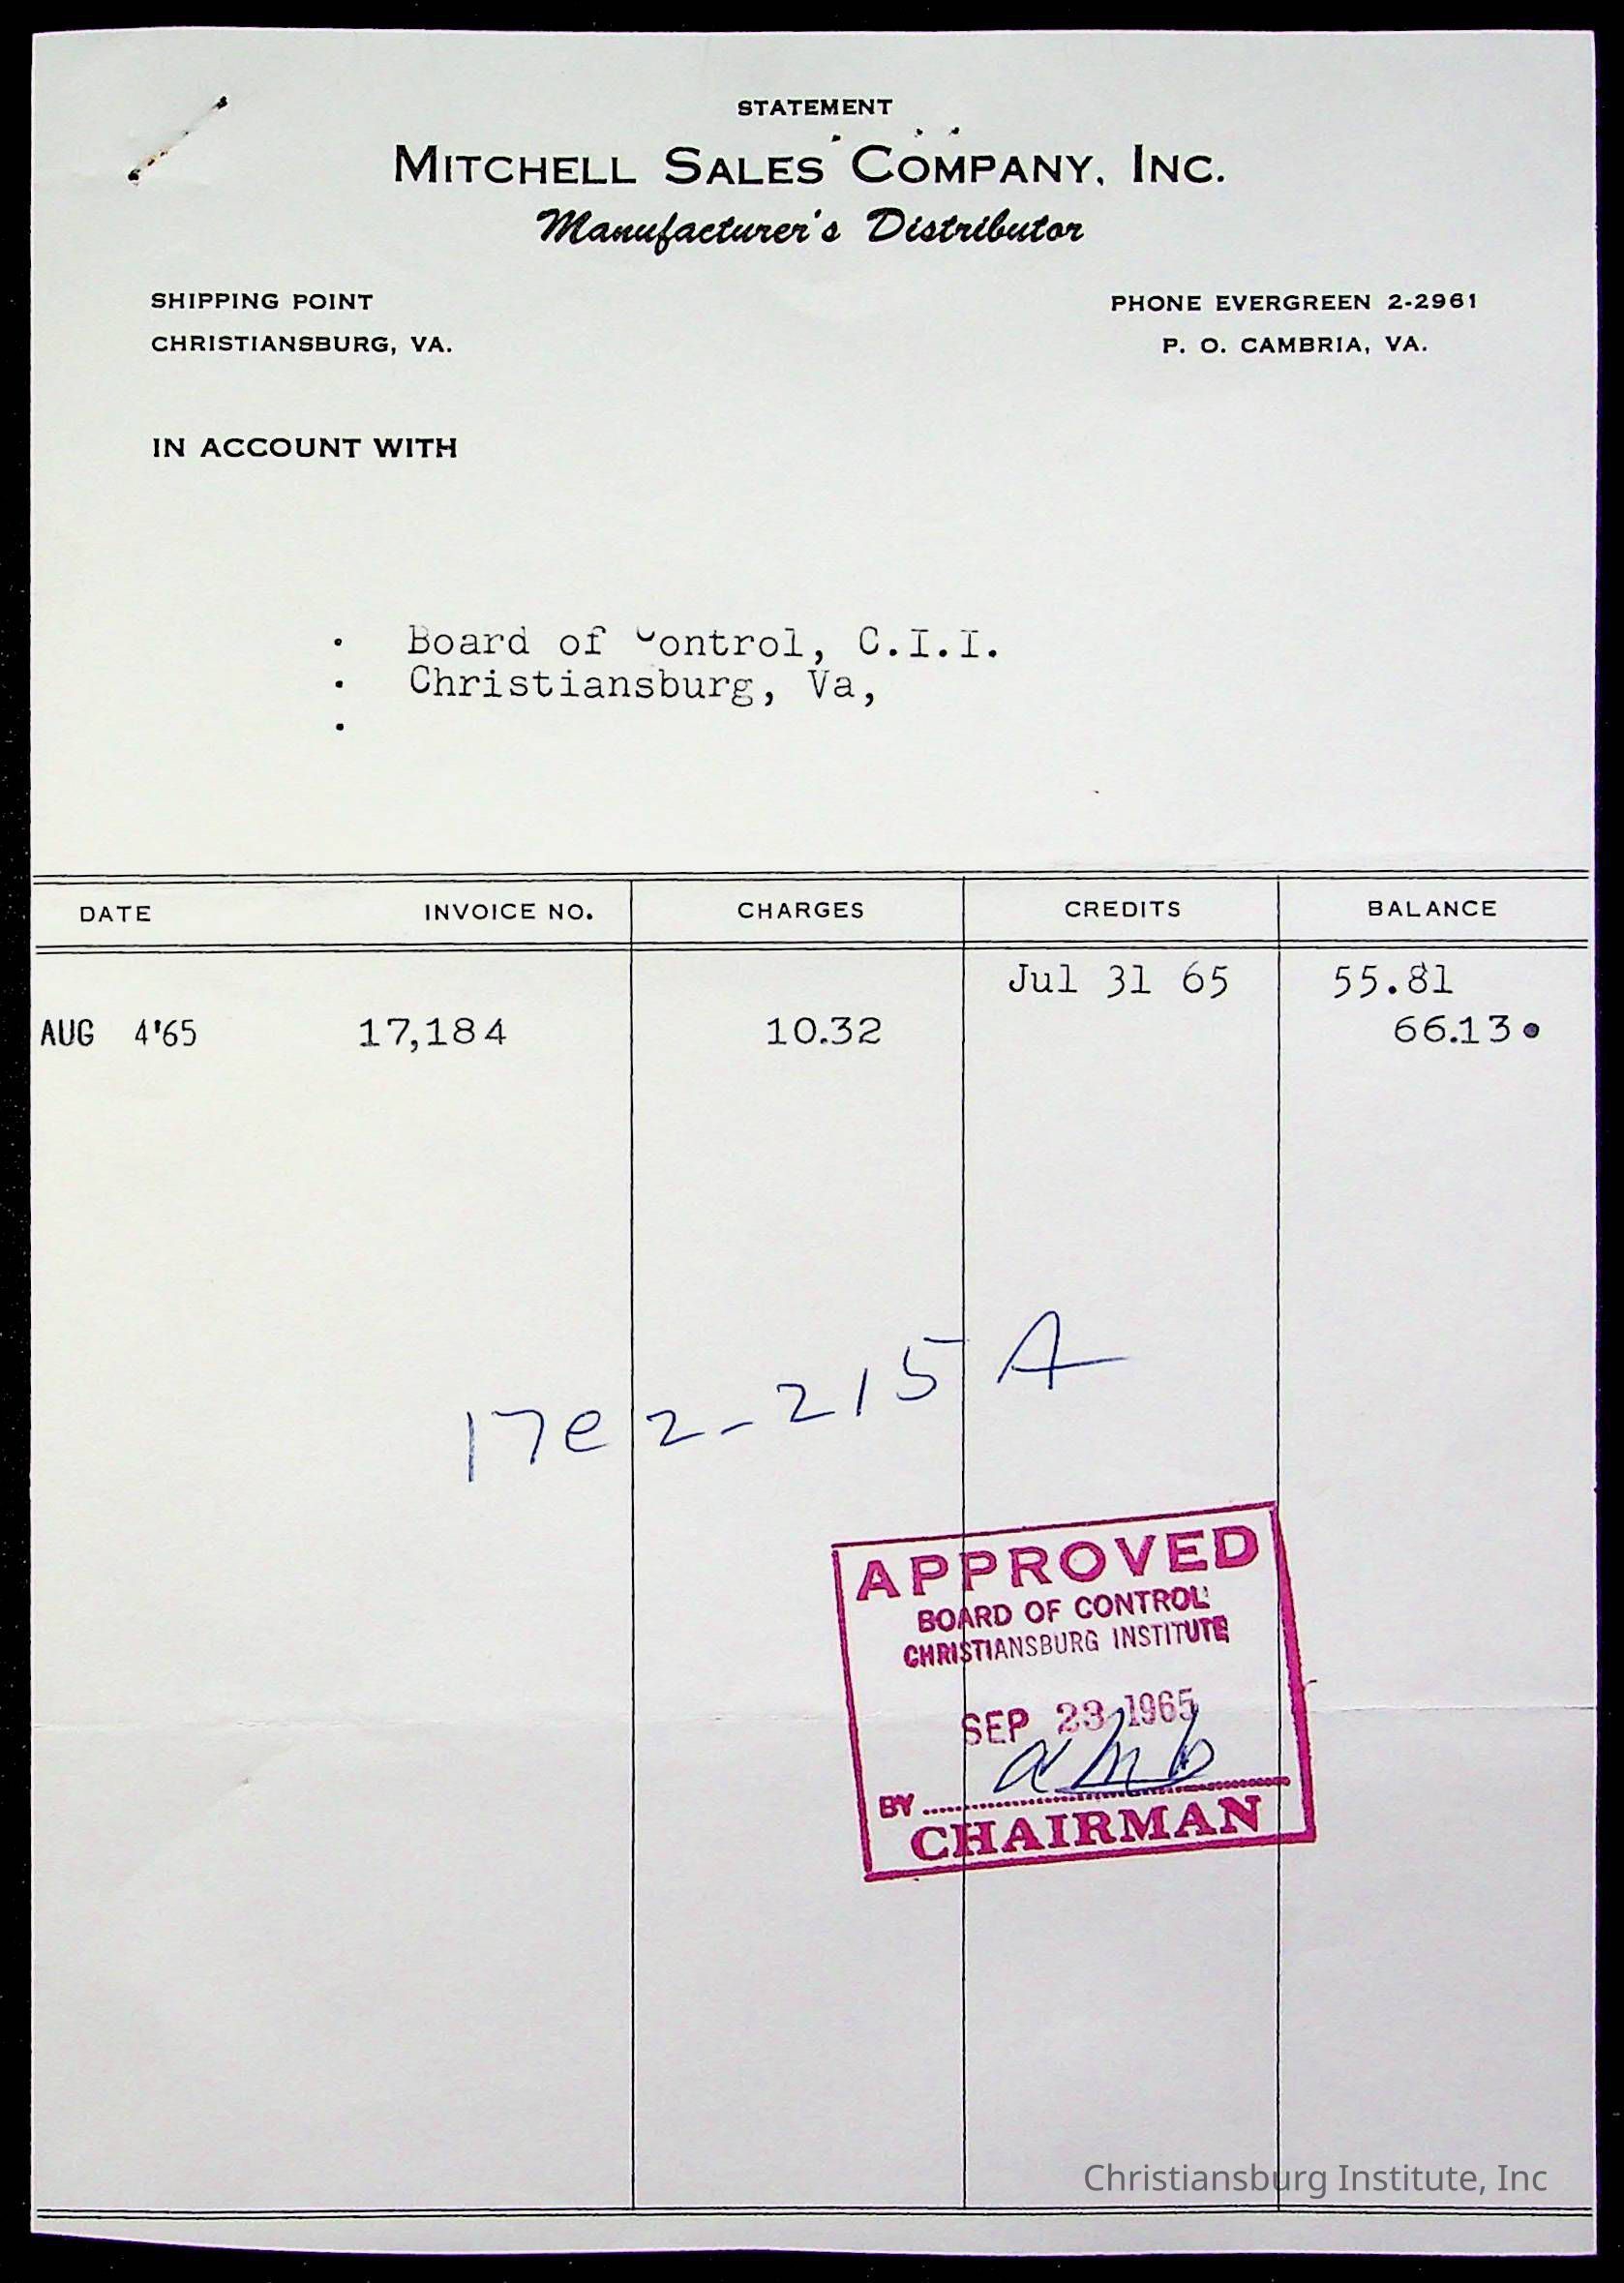 STATEMENT
MITCHELL SALES COMPANY, INC.
Manufacturer's Distributor
SHIPPING POINT
CHRISTIANSBURG, VA.
PHONE EVERGREEN 2-2961
P. O. CAMBRIA, VA.
IN ACCOUNT WITH
Board of Control, C.I.I.
Christiansburg, Va,
DATE INVOICE NO. CHARGES CREDITS BALANCE
Jul 31 65 55.81
AUG 4'65 17,184 10.32 66.13
17e2-215A
APPROVED
BOARD OF CONTROL
CHRISTIANSBURG INSTITUTE
SEP 23 1965
BY
CHAIRMAN
Christiansburg Institute, Inc